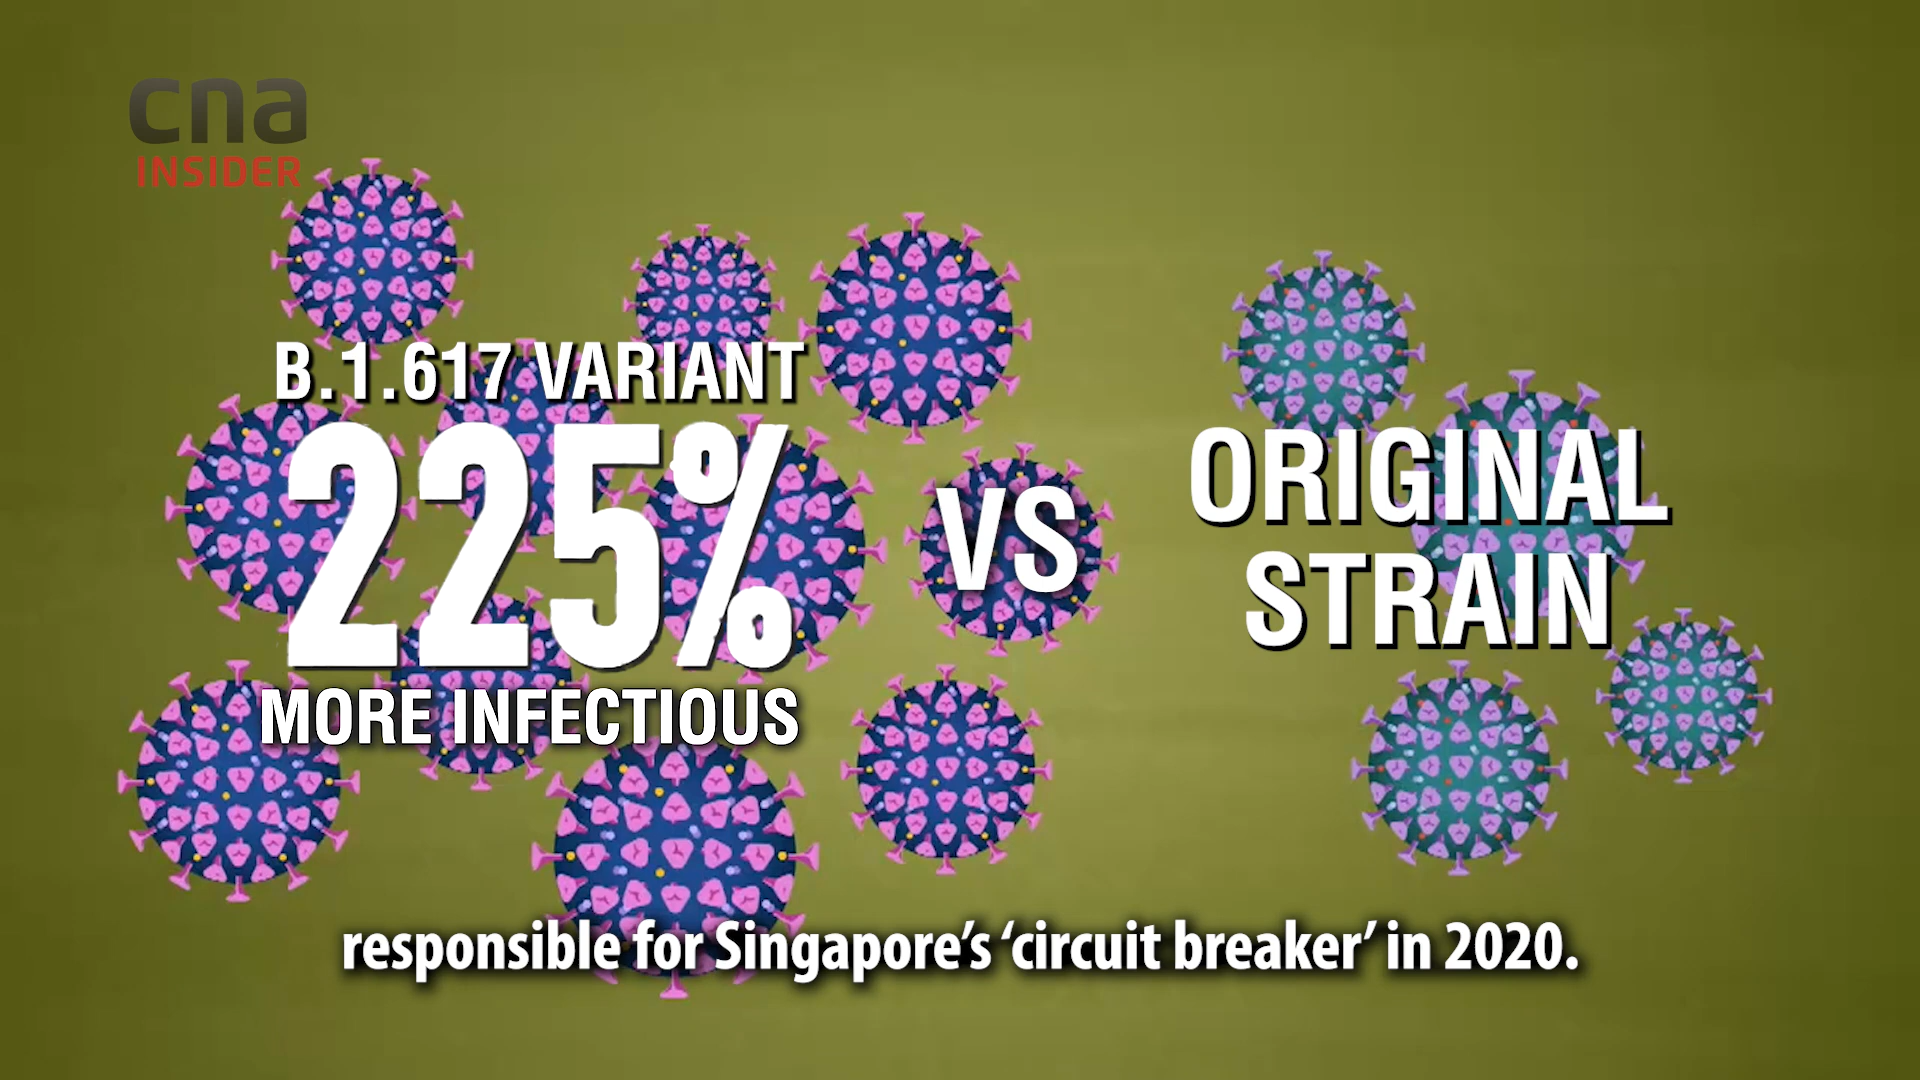 cna
INSIDER
B.1.617 VARIANT
225%
MORE INFECTIOUS
VS
ORIGINAL
STRAIN
responsible for Singapore’s ‘circuit breaker’ in 2020.